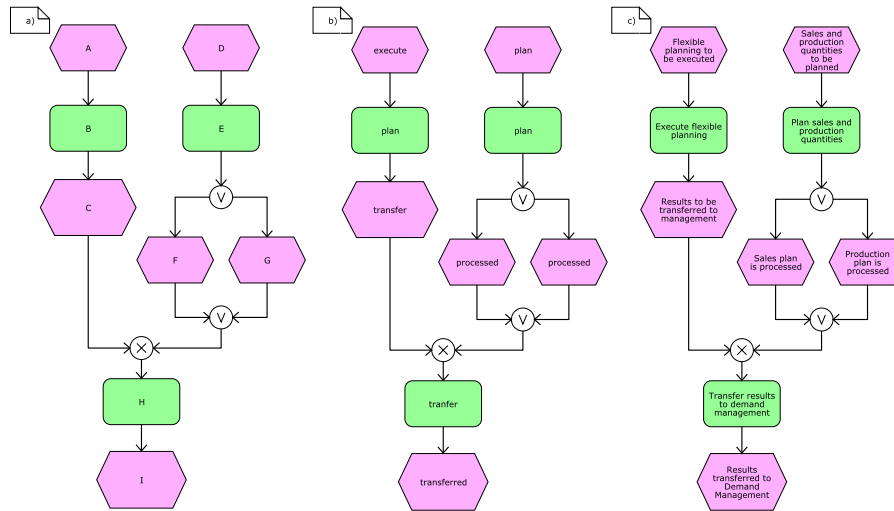 a)
A
D
B
E
C
V
F
G
V
H
I
b)
execute
plan
plan
plan
transfer
V
processed
processed
V
tranfer
transferred
c)
Flexible
planning to
be executed
Sales and
production
quantities
to be
planned
Execute flexible
planning
Plan sales and
production
quantities
Results to be
transferred to
management
V
Sales plan
is processed
Production
plan is
processed
V
Transfer results
to demand
management
Results
transferred to
Demand
Management